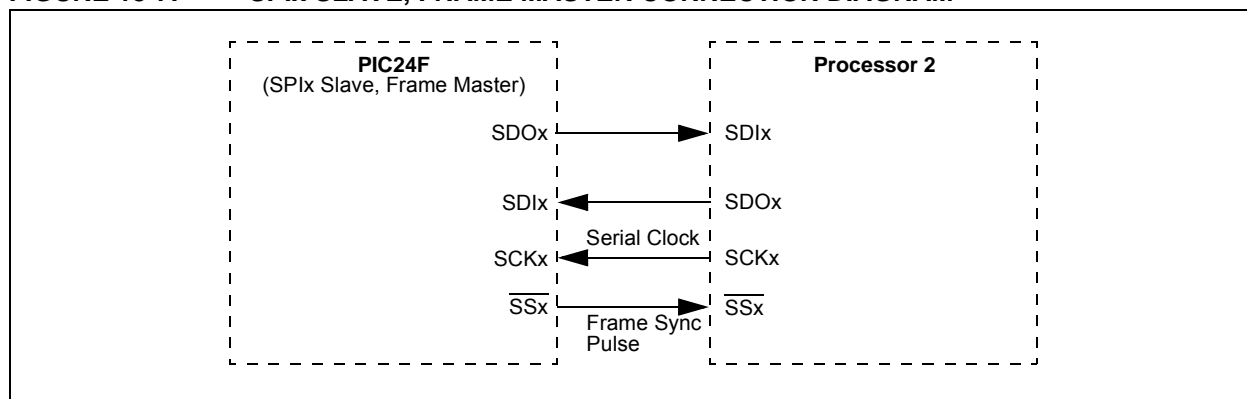 PIC24F
(SPIx Slave, Frame Master)
Processor 2
SDOx
SDIx
SDIx
SDOx
Serial Clock
SCKx
SCKx
SSx
SSx
Frame Sync
Pulse